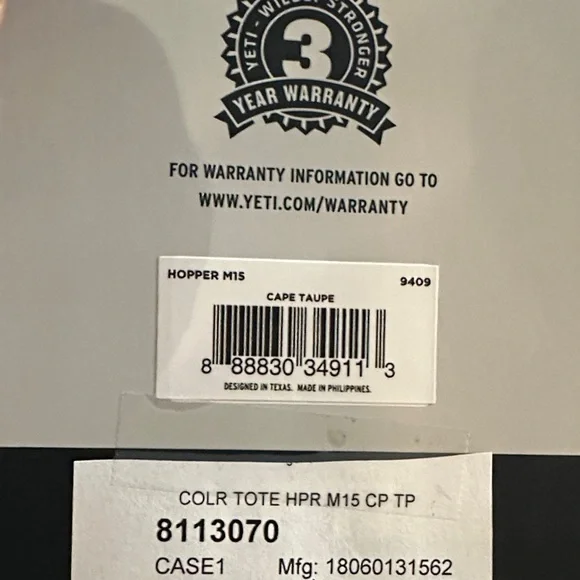 YETI - WILDLY STRONGER
3
YEAR WARRANTY
FOR WARRANTY INFORMATION GO TO
WWW.YETI.COM/WARRANTY
HOPPER M15 9409
CAPE TAUPE
8 88830 34911 3
DESIGNED IN TEXAS. MADE IN PHILIPPINES.
COLR TOTE HPR M15 CP TP
8113070
CASE1 Mfg: 18060131562